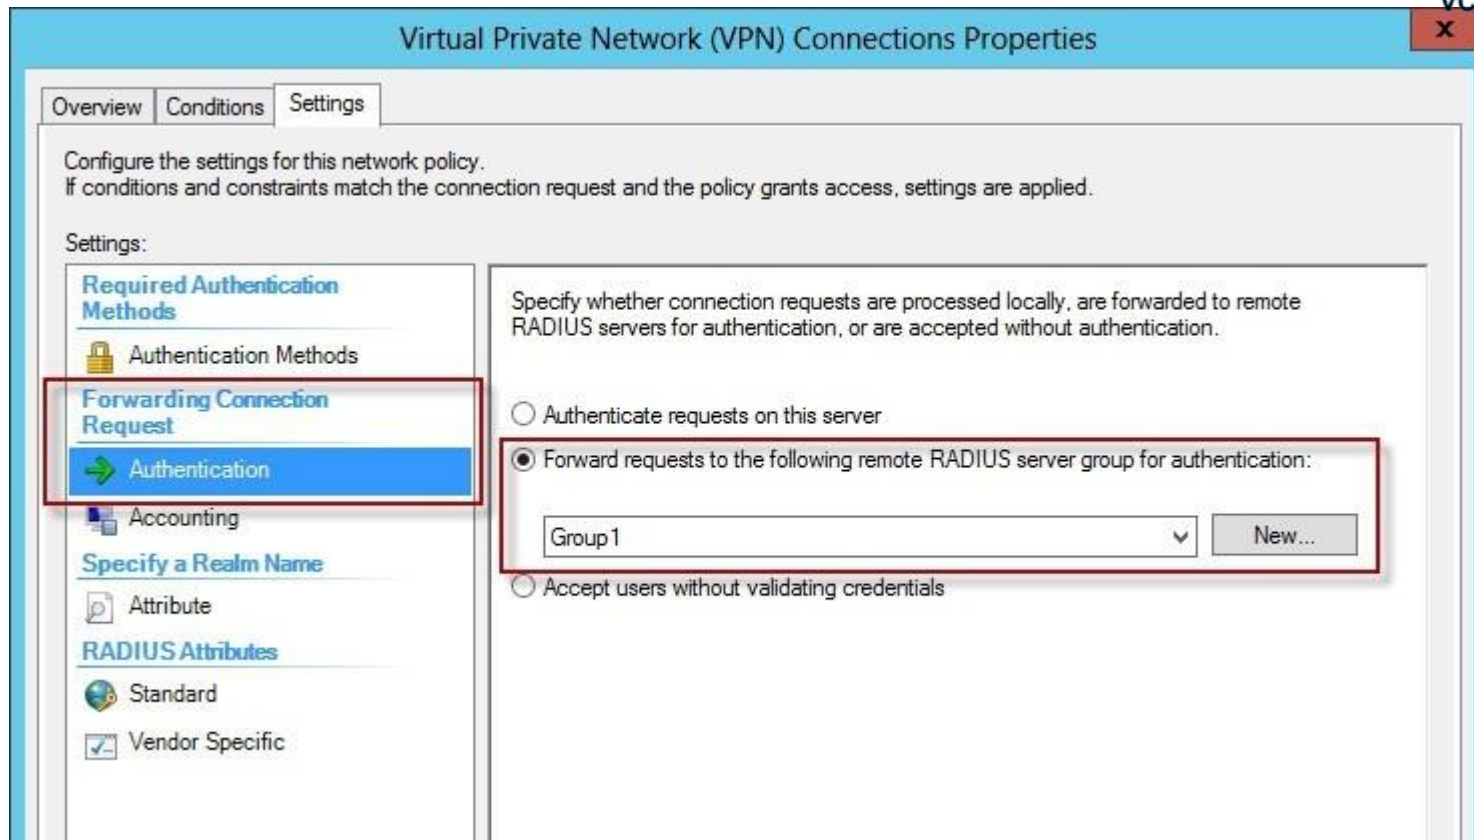 Virtual Private Network (VPN) Connections Properties
x
Overview
Conditions
Settings
Configure the settings for this network policy.
If conditions and constraints match the connection request and the policy grants access, settings are applied.
Settings:
Required Authentication
Methods
Authentication Methods
Forwarding Connection
Request
Authentication
Accounting
Specify a Realm Name
Attribute
RADIUS Attributes
Standard
Vendor Specific
Specify whether connection requests are processed locally, are forwarded to remote
RADIUS servers for authentication, or are accepted without authentication.
Authenticate requests on this server
Forward requests to the following remote RADIUS server group for authentication:
Group1
New...
Accept users without validating credentials